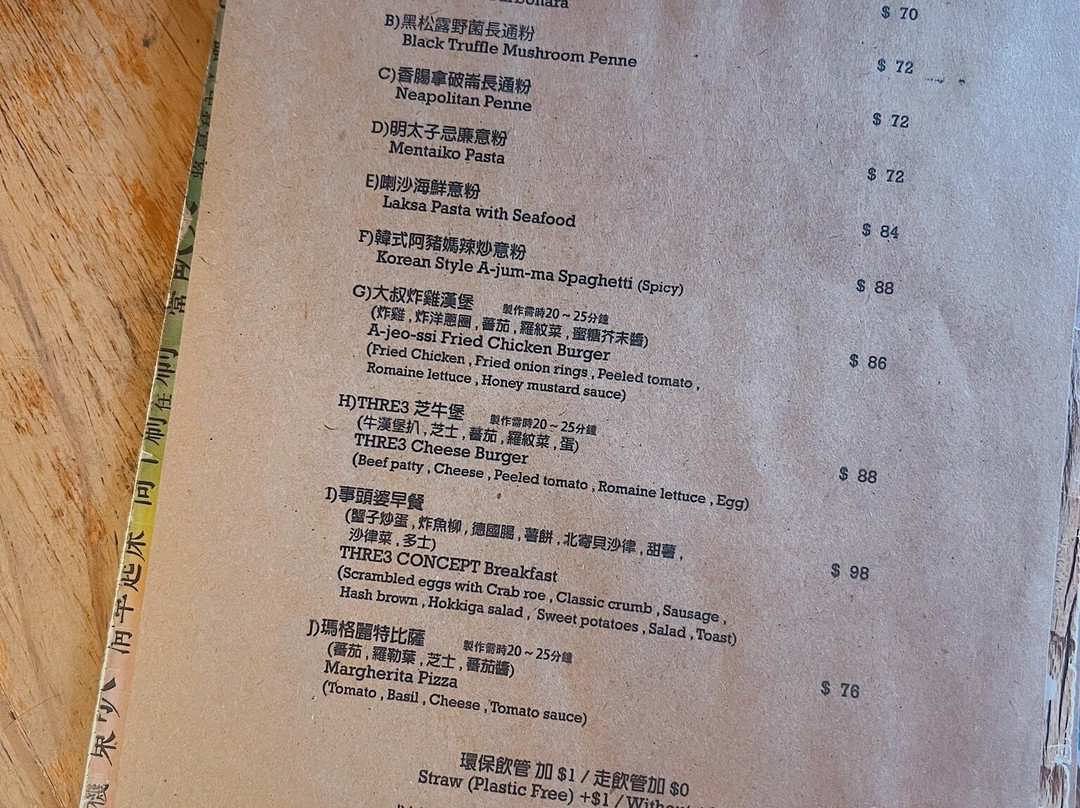 $ 70
B)黑松露野菌長通粉
Black Truffle Mushroom Penne
$ 72
C)香腸拿破崙長通粉
Neapolitan Penne
$ 72
D)明太子忌廉意粉
Mentaiko Pasta
$ 72
E)喇沙海鮮意粉
Laksa Pasta with Seafood
$ 84
F)韓式阿豬媽辣炒意粉
Korean Style A-jum-ma Spaghetti (Spicy)
$ 88
G)大叔炸雞漢堡 製作需時20~25分鐘
(炸雞,炸洋蔥圈,蕃茄,羅紋菜,蜜糖芥末醬)
A-jeo-ssi Fried Chicken Burger
$ 86
(Fried Chicken , Fried onion rings , Peeled tomato ,
Romaine lettuce , Honey mustard sauce)
H)THRE3 芝牛堡 製作需時20~25分鐘
(牛漢堡扒,芝士,蕃茄,羅紋菜,蛋)
THRE3 Cheese Burger
$ 88
(Beef patty , Cheese , Peeled tomato , Romaine lettuce , Egg)
I)事頭婆早餐
(蟹子炒蛋,炸魚柳,德國腸,薯餅,北寄貝沙律,甜薯,
沙律菜,多士)
THRE3 CONCEPT Breakfast
$ 98
(Scrambled eggs with Crab roe , Classic crumb , Sausage ,
Hash brown , Hokkiga salad , Sweet potatoes , Salad , Toast)
J)瑪格麗特比薩 製作需時20~25分鐘
(蕃茄,羅勒葉,芝士,蕃茄醬)
Margherita Pizza
$ 76
(Tomato , Basil , Cheese , Tomato sauce)
環保飲管 加 $1 / 走飲管加 $0
Straw (Plastic Free) +$1 /